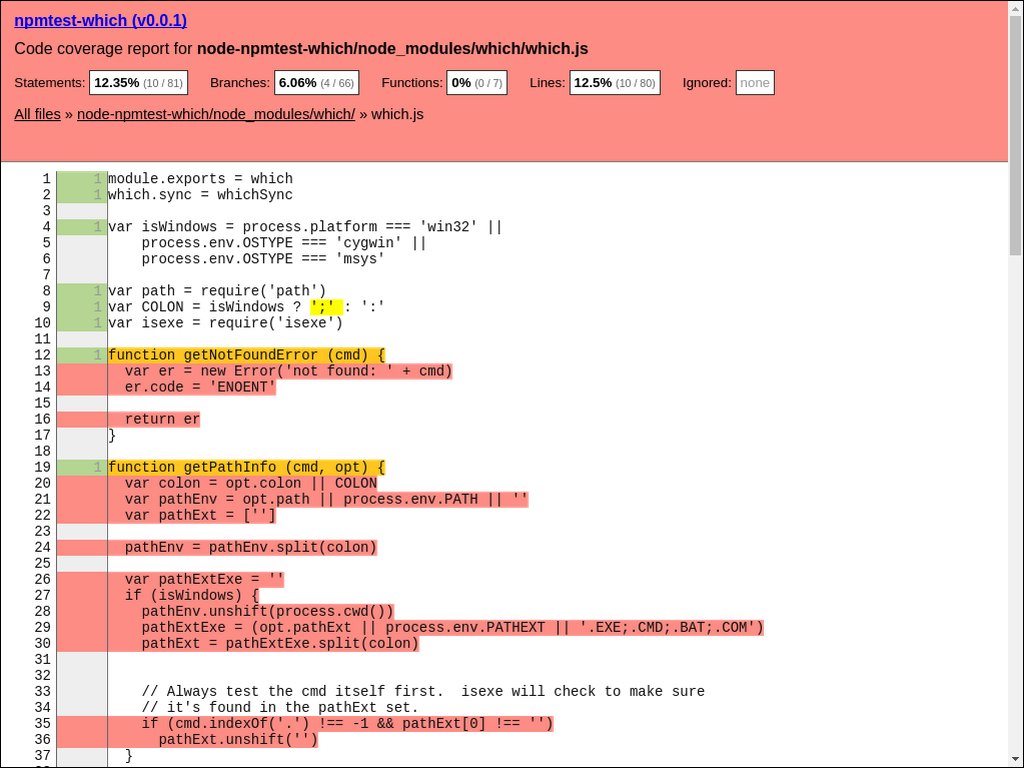 npmtest-which (v0.0.1)
Code coverage report for node-npmtest-which/node_modules/which/which.js
Statements: 12.35% (10 / 81) Branches: 6.06% (4 / 66) Functions: 0% (0 / 7) Lines: 12.5% (10 / 80) Ignored: none
All files » node-npmtest-which/node_modules/which/ » which.js
1 1 module.exports = which
2 1 which.sync = whichSync
3
4 1 var isWindows = process.platform === 'win32' ||
5     process.env.OSTYPE === 'cygwin' ||
6     process.env.OSTYPE === 'msys'
7
8 1 var path = require('path')
9 1 var COLON = isWindows ? ';' : ':'
10 1 var isexe = require('isexe')
11
12 1 function getNotFoundError (cmd) {
13   var er = new Error('not found: ' + cmd)
14   er.code = 'ENOENT'
15
16   return er
17 }
18
19 1 function getPathInfo (cmd, opt) {
20   var colon = opt.colon || COLON
21   var pathEnv = opt.path || process.env.PATH || ''
22   var pathExt = ['']
23
24   pathEnv = pathEnv.split(colon)
25
26   var pathExtExe = ''
27   if (isWindows) {
28     pathEnv.unshift(process.cwd())
29     pathExtExe = (opt.pathExt || process.env.PATHEXT || '.EXE;.CMD;.BAT;.COM')
30     pathExt = pathExtExe.split(colon)
31
32
33     // Always test the cmd itself first.  isexe will check to make sure
34     // it's found in the pathExt set.
35     if (cmd.indexOf('.') !== -1 && pathExt[0] !== '')
36       pathExt.unshift('')
37   }